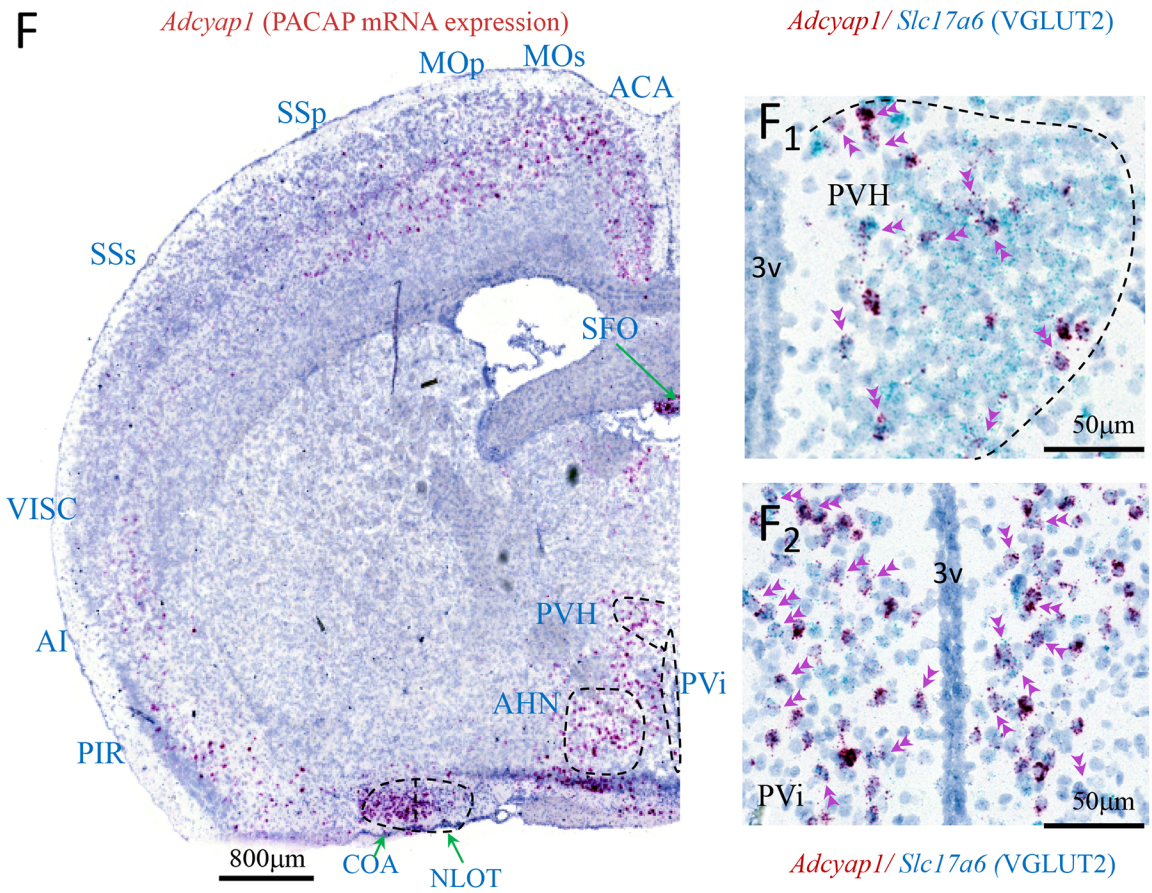 F
Adcyap1 (PACAP mRNA expression)
MOp
MOs
ACA
SSp
SSs
SFO
VISC
PVH
AI
AHN
PVi
PIR
COA
NLOT
800μm
Adcyap1/ Slc17a6 (VGLUT2)
F1
PVH
3v
50μm
F2
3v
PVi
50μm
Adcyap1/ Slc17a6 (VGLUT2)